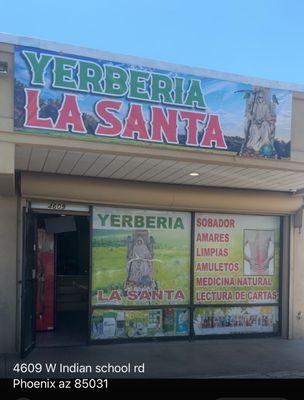 YERBERIA
LA SANTA
4609
YERBERIA
LA SANTA
SOBADOR
AMARES
LIMPIAS
AMULETOS
MEDICINA NATURAL
LECTURA DE CARTAS
4609 W Indian school rd
Phoenix az 85031